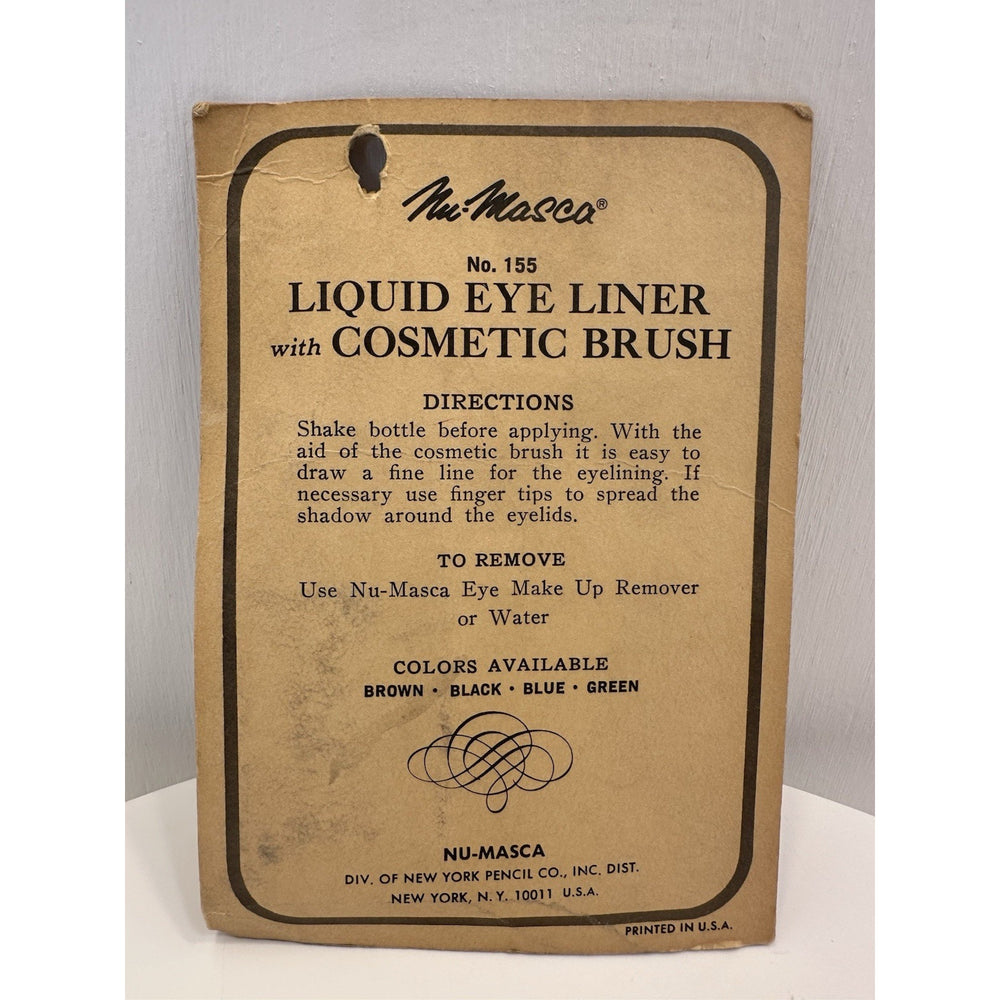 Nu-Masca®
No. 155
LIQUID EYE LINER
with COSMETIC BRUSH
DIRECTIONS
Shake bottle before applying. With the
aid of the cosmetic brush it is easy to
draw a fine line for the eyelining. If
necessary use finger tips to spread the
shadow around the eyelids.
TO REMOVE
Use Nu-Masca Eye Make Up Remover
or Water
COLORS AVAILABLE
BROWN • BLACK • BLUE • GREEN
NU-MASCA
DIV. OF NEW YORK PENCIL CO., INC. DIST.
NEW YORK, N. Y. 10011 U.S.A.
PRINTED IN U.S.A.